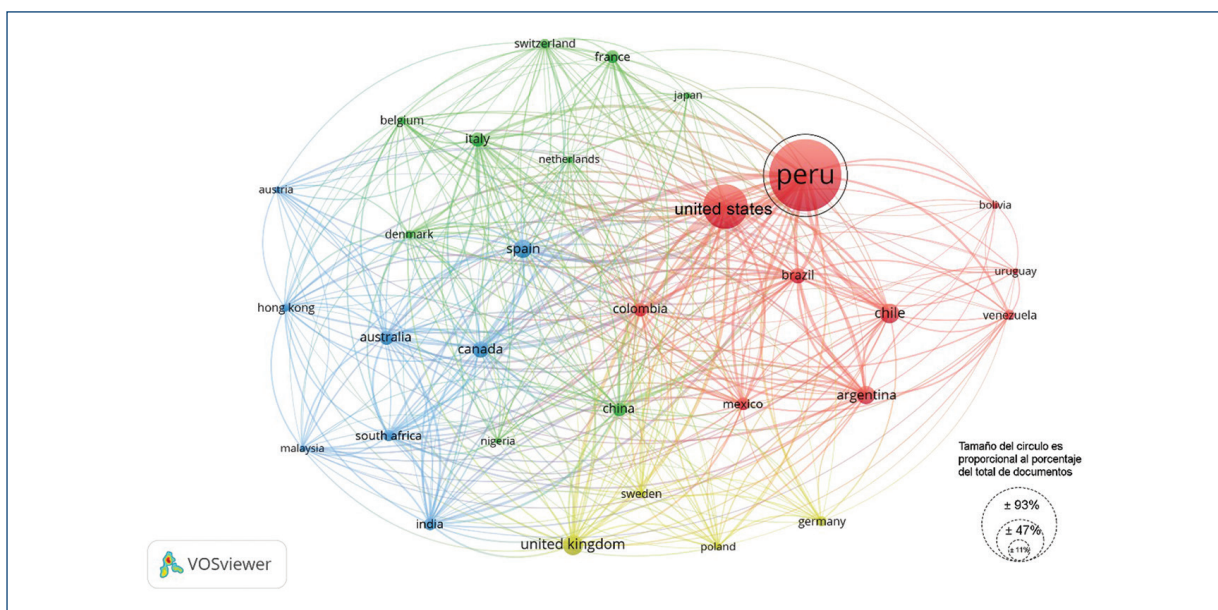 switzerland
france
japan
belgium
italy
netherlands
peru
austria
united states
bolivia
denmark
spain
brazil
uruguay
hong kong
colombia
chile
venezuela
australia
canada
argentina
china
mexico
south africa
nigeria
malaysia
sweden
india
germany
united kingdom
poland
Tamaño del circulo es
proporcional al porcentaje
del total de documentos
± 93%
± 47%
± 11%
VOSviewer